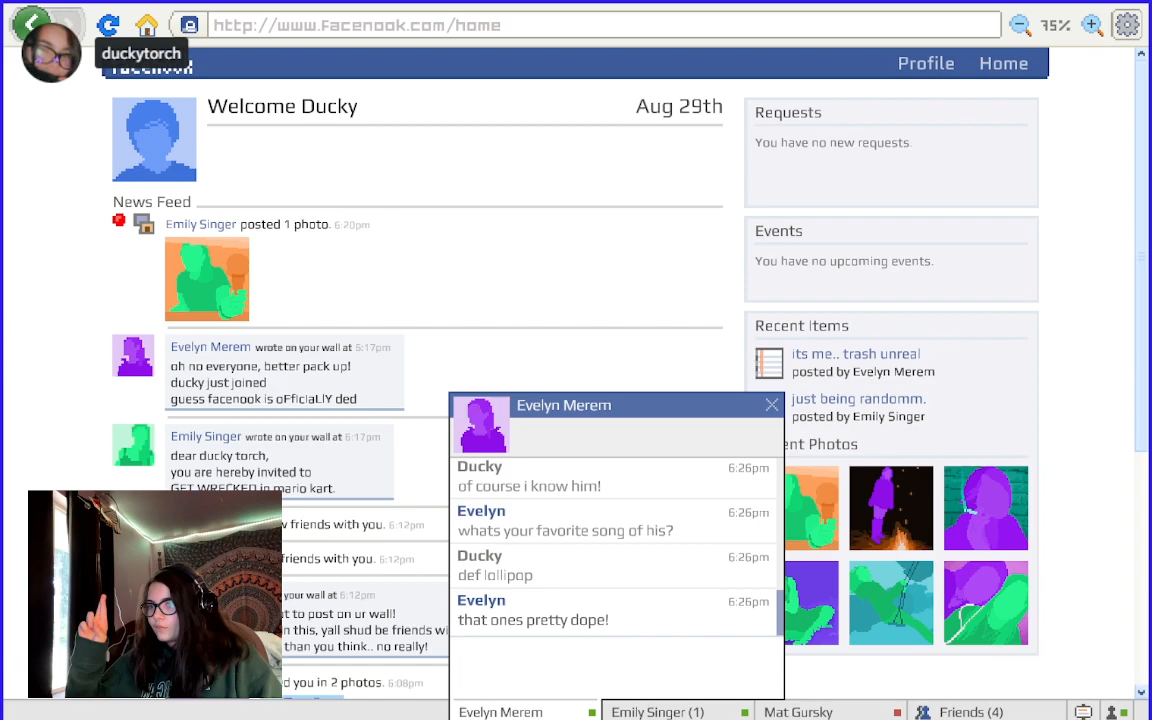 http://www.Facenook.com/home
75%
duckytorch
Facenook
Profile Home
Welcome Ducky
Aug 29th
News Feed
Emily Singer posted 1 photo. 6:20pm
Evelyn Merem wrote on your wall at 5:17pm
oh no everyone, better pack up!
ducky just joined
guess facenook is oFfIcIaLlY ded
Emily Singer wrote on your wall at 6:17pm
dear ducky torch,
you are hereby invited to
GET WRECKED in mario kart.
friends with you. 6:12pm
friends with you. 6:12pm
your wall at 6:12pm
to post on ur wall!
in this, yall shud be friends
than you think.. no really!
you in 2 photos. 6:08pm
Evelyn Merem
Ducky 6:26pm
of course i know him!
Evelyn 6:26pm
whats your favorite song of his?
Ducky 6:26pm
def lollipop
Evelyn 6:26pm
that ones pretty dope!
Requests
You have no new requests.
Events
You have no upcoming events.
Recent Items
its me.. trash unreal
posted by Evelyn Merem
just being randomm.
posted by Emily Singer
Photos
Evelyn Merem
Emily Singer (1)
Mat Gursky
Friends (4)